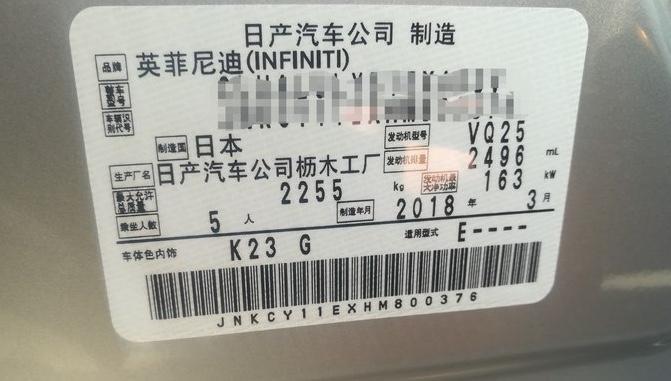 日产汽车公司 制造
品牌 英菲尼迪(INFINITI)
整车型号
车辆识别代号
制造国 日本 发动机型号 VQ25
生产厂名 日产汽车公司枥木工厂 发动机排量 2496 mL
最大允许总质量 2255 kg 发动机最大净功率 163 kW
乘坐人数 5 人 制造年月 2018 年 3 月
车体色内饰 K23 G 适用型式 E----
JNKCY11EXHM800376